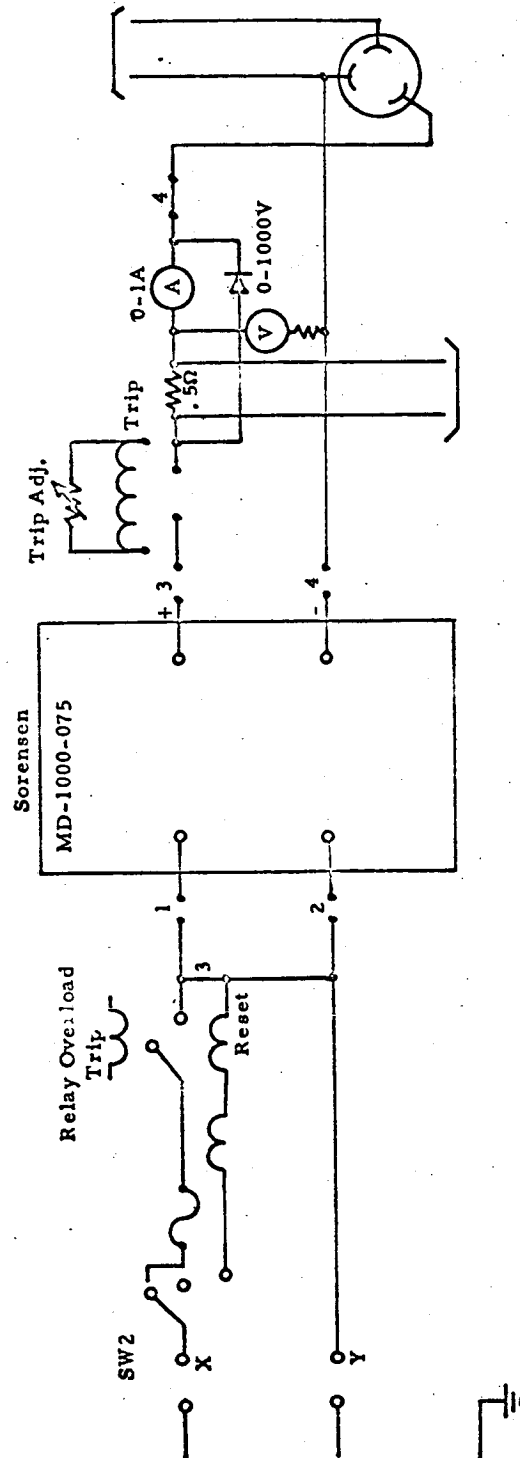 SW2
X
Y
Relay Overload
Trip
Reset
3
1
2
Sorensen
MD-1000-075
+
3
-
4
Trip Adj.
Trip
.5Ω
0-1A
A
V
0-1000V
4